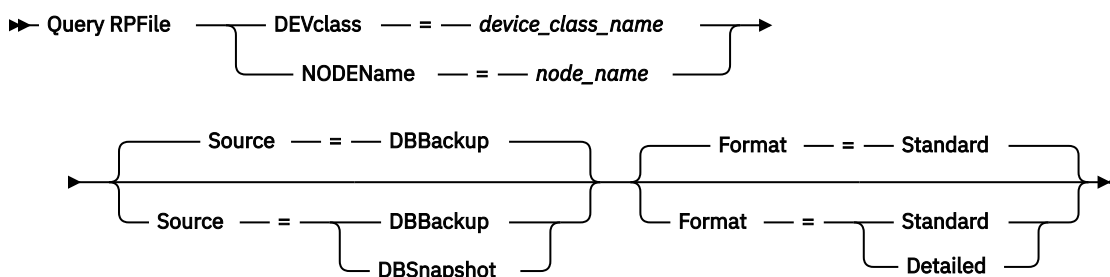 Query RPFile DEVclass = device_class_name
NODEName = node_name
Source = DBBackup Format = Standard
Source = DBBackup Format = Standard
DBSnapshot Detailed